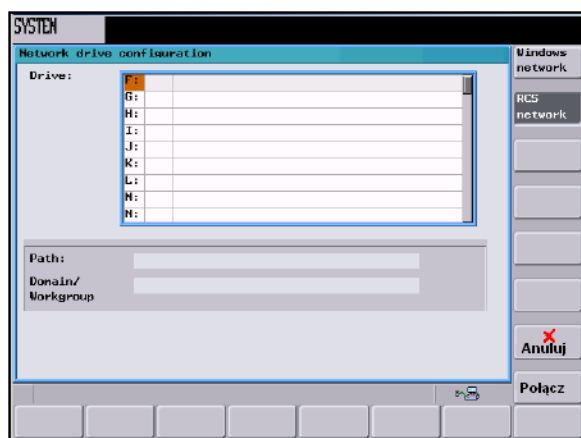 SYSTEM
Network drive configuration
Windows
network
Drive:
F:
G:
H:
I:
J:
K:
L:
M:
N:
RCS
network
Path:
Domain/
Workgroup
Anuluj
Połącz